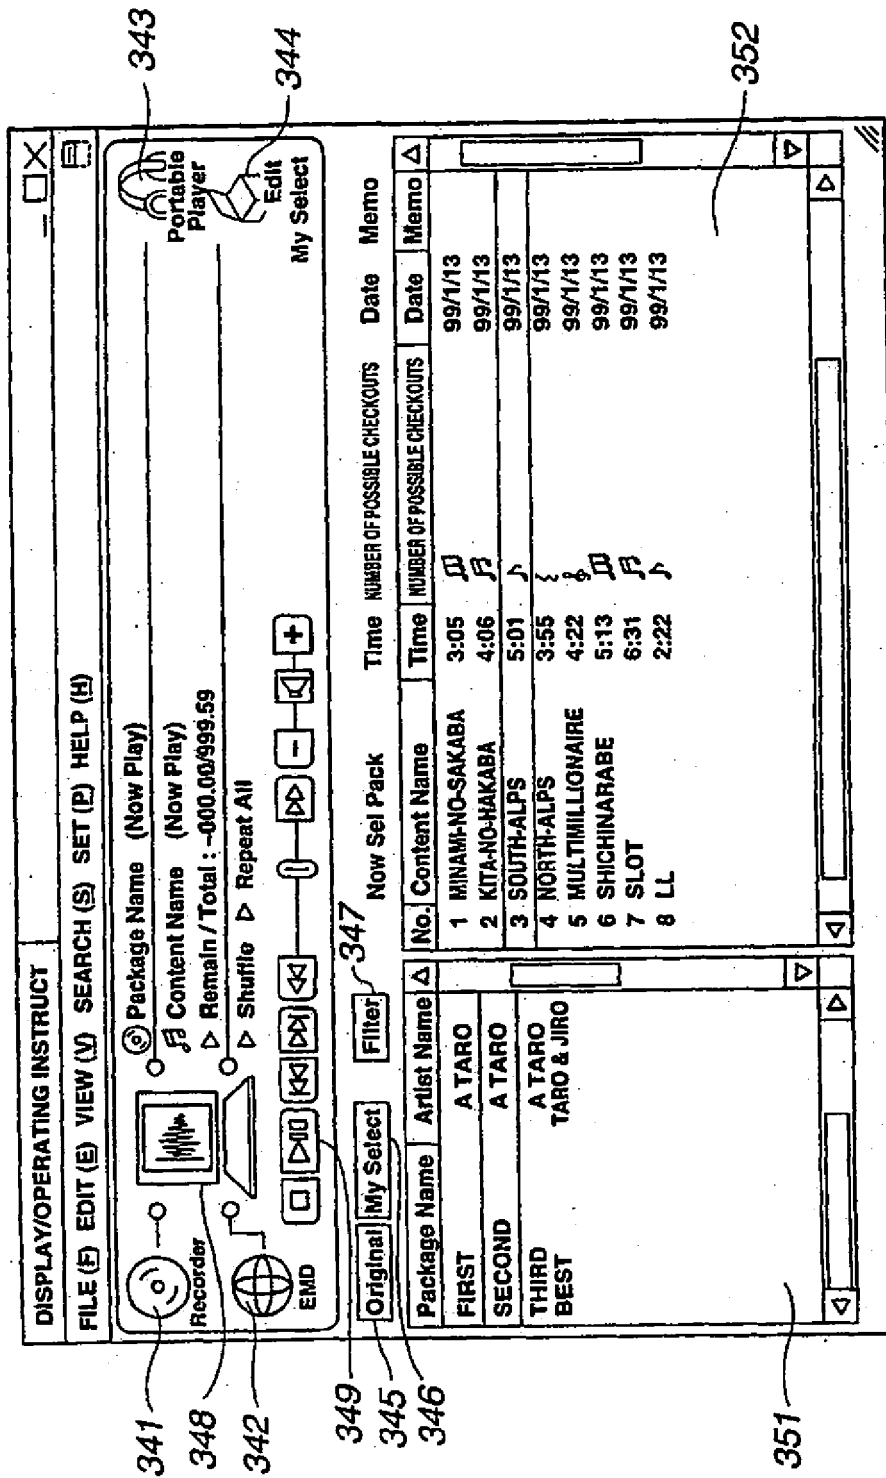 DISPLAY/OPERATING INSTRUCT
FILE (F) EDIT (E) VIEW (V) SEARCH (S) SET (P) HELP (H)
341
Recorder
348
342
EMD
Package Name (Now Play)
Content Name (Now Play)
Remain / Total : -000.00/999.59
Shuffle Repeat All
Portable
Player
343
344
Edit
My Select
349
345
346
Original My Select Filter
347
Now Sel Pack Time NUMBER OF POSSIBLE CHECKOUTS Date Memo
Package Name Artist Name
FIRST A TARO
SECOND A TARO
THIRD A TARO
BEST TARO & JIRO
351
No. Content Name Time NUMBER OF POSSIBLE CHECKOUTS Date Memo
1 MINAMI-NO-SAKABA 3:05 99/1/13
2 KITA-NO-HAKABA 4:06 99/1/13
3 SOUTH-ALPS 5:01 99/1/13
4 NORTH-ALPS 3:55 99/1/13
5 MULTIMILLIONAIRE 4:22 99/1/13
6 SHICHINARABE 5:13 99/1/13
7 SLOT 6:31 99/1/13
8 LL 2:22 99/1/13
352